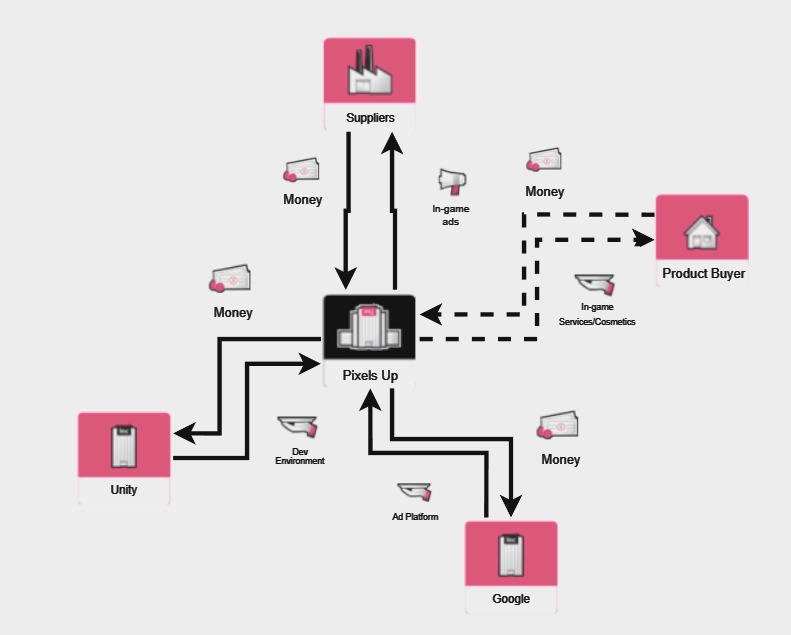 Suppliers
Money
In-game
ads
Money
Product Buyer
Money
In-game
Services/Cosmetics
Pixels Up
Unity
Dev
Environment
Money
Ad Platform
Google